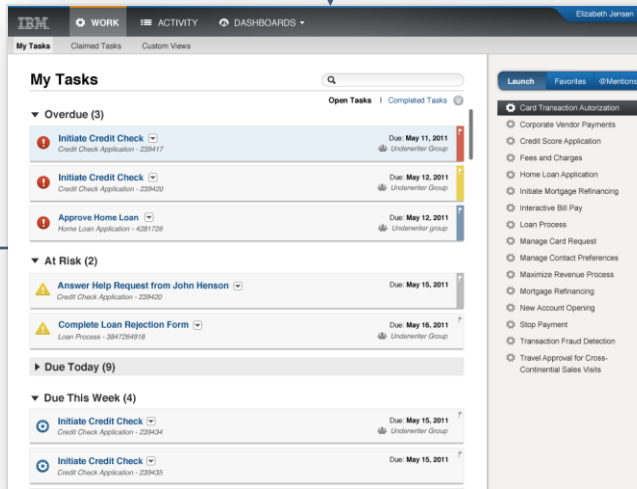 Elizabeth Jensen
IBM WORK ACTIVITY DASHBOARDS
My Tasks Claimed Tasks Custom Views
My Tasks
Open Tasks | Completed Tasks
Overdue (3)
Initiate Credit Check
Credit Check Application - 239417
Due: May 11, 2011
Underwriter Group
Initiate Credit Check
Credit Check Application - 239420
Due: May 12, 2011
Underwriter Group
Approve Home Loan
Home Loan Application - 4281726
Due: May 12, 2011
Underwriter group
At Risk (2)
Answer Help Request from John Henson
Credit Check Application - 239420
Due: May 15, 2011
Complete Loan Rejection Form
Loan Process - 3847264918
Due: May 16, 2011
Underwriter Group
Due Today (9)
Due This Week (4)
Initiate Credit Check
Credit Check Application - 239434
Due: May 15, 2011
Underwriter Group
Initiate Credit Check
Credit Check Application - 239435
Due: May 15, 2011
Launch Favorites @Mentions
Card Transaction Autorization
Corporate Vendor Payments
Credit Score Application
Fees and Charges
Home Loan Application
Initiate Mortgage Refinancing
Interactive Bill Pay
Loan Process
Manage Card Request
Manage Contact Preferences
Maximize Revenue Process
Mortgage Refinancing
New Account Opening
Stop Payment
Transaction Fraud Detection
Travel Approval for Cross-
Continental Sales Visits